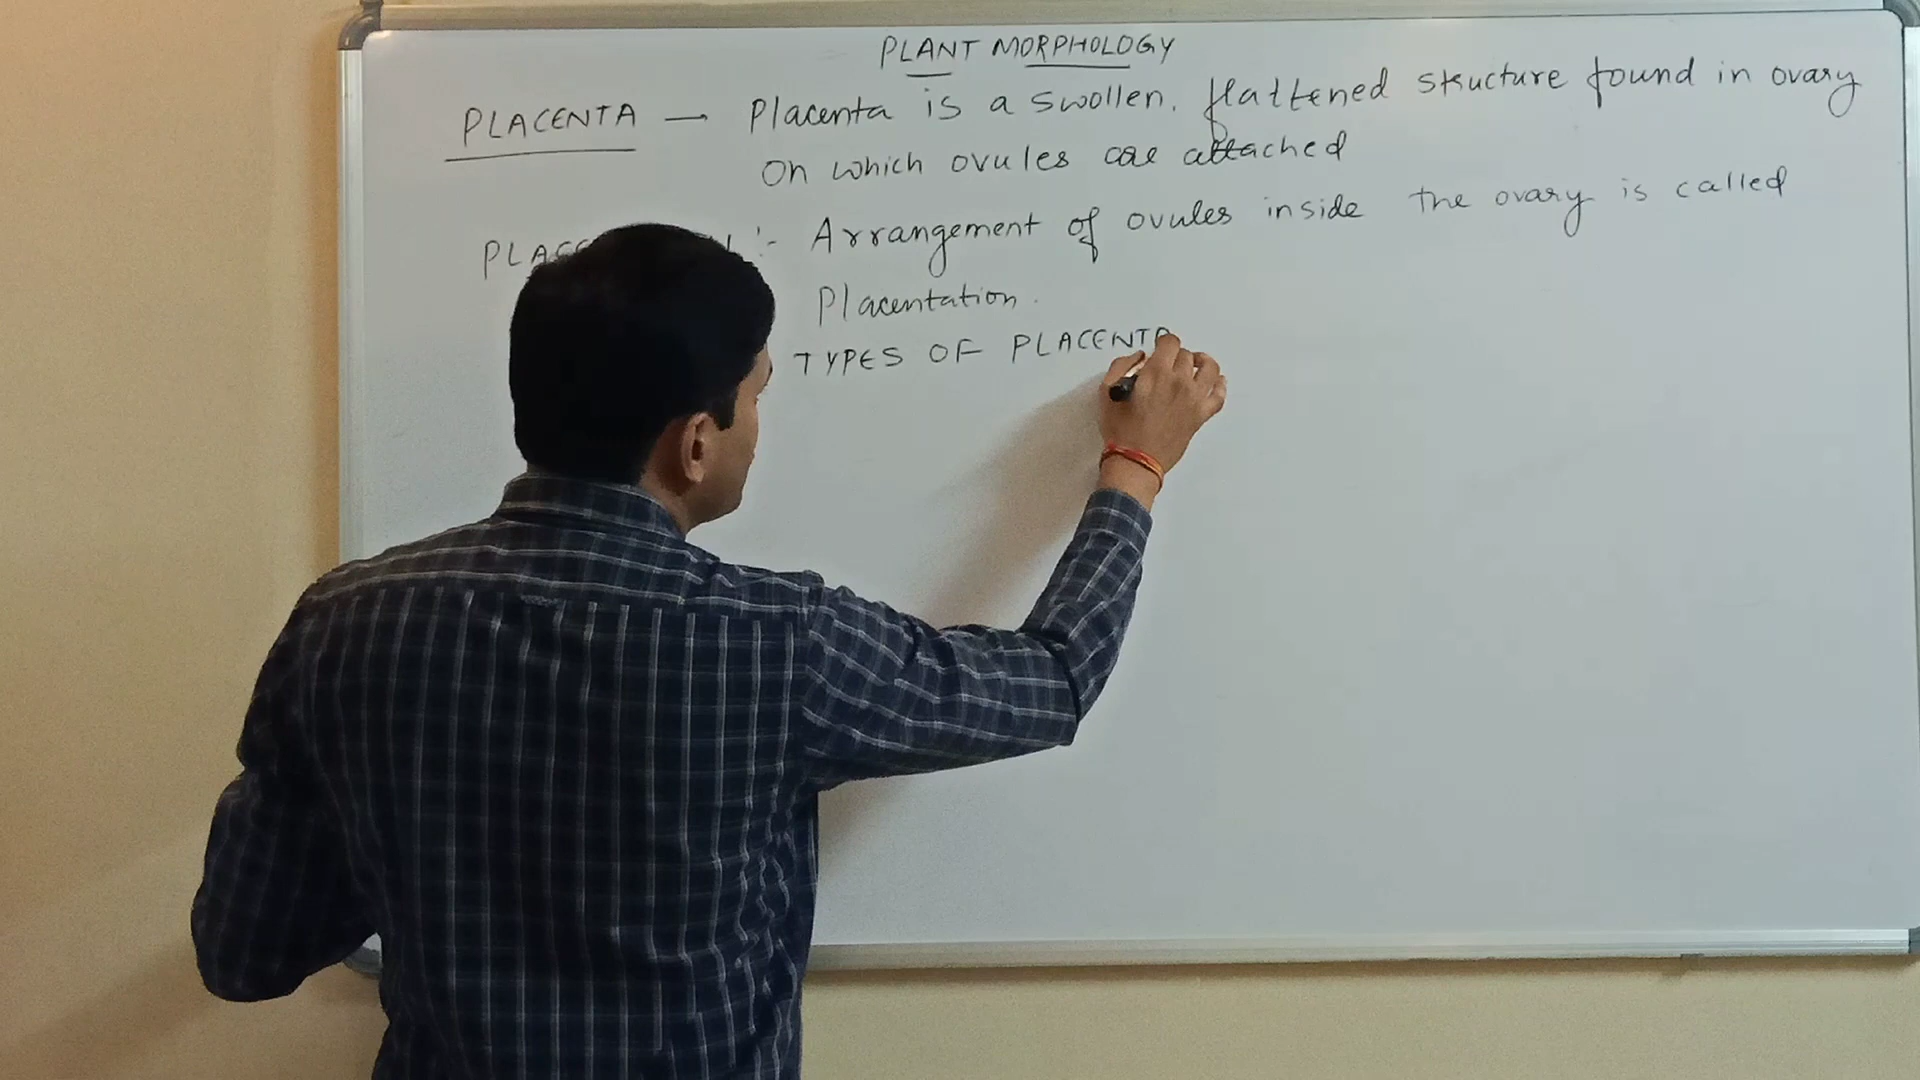 PLANT MORPHOLOGY
PLACENTA — Placenta is a swollen, flattened structure found in ovary
On which ovules are attached
:- Arrangement of ovules inside the ovary is called
Placentation.
TYPES OF PLACENTA